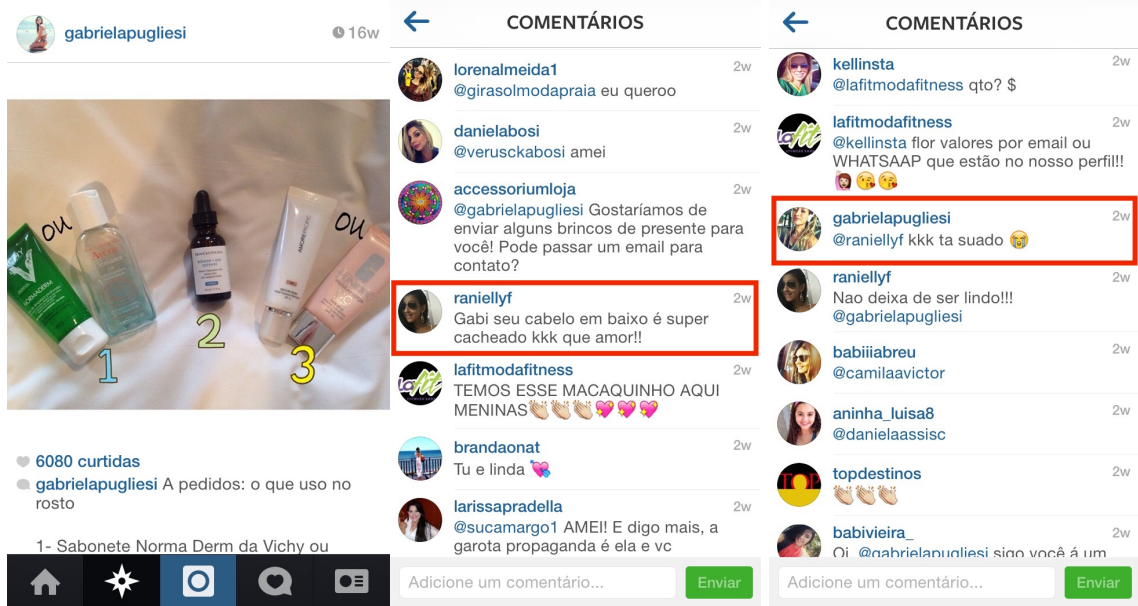 gabrielapugliesi
16w
ou
ou
1
2
3
6080 curtidas
gabrielapugliesi A pedidos: o que uso no
rosto
1- Sabonete Norma Derm da Vichy ou
COMENTÁRIOS
lorenalmeida1
2w
@girasolmodapraia eu queroo
danielabosi
2w
@verusckabosi amei
accessoriumloja
2w
@gabrielapugliesi Gostaríamos de
enviar alguns brincos de presente para
você! Pode passar um email para
contato?
raniellyf
2w
Gabi seu cabelo em baixo é super
cacheado kkk que amor!!
lafitmodafitness
2w
TEMOS ESSE MACAQUINHO AQUI
MENINAS👏👏👏💖💖💖
brandaonat
2w
Tu e linda 💘
larissapradella
2w
@sucamargo1 AMEI! E digo mais, a
garota propaganda é ela e vc
Adicione um comentário...
Enviar
COMENTÁRIOS
kellinsta
2w
@lafitmodafitness qto? $
lafitmodafitness
2w
@kellinsta flor valores por email ou
WHATSAAP que estão no nosso perfil!!
🙆😘😘
gabrielapugliesi
2w
@raniellyf kkk ta suado 😭
raniellyf
2w
Nao deixa de ser lindo!!!
@gabrielapugliesi
babiiiabreu
2w
@camilaavictor
aninha_luisa8
2w
@danielaassisc
topdestinos
2w
👏👏👏
babivieira_
2w
Oi, @gabrielapugliesi sigo você á um
Adicione um comentário...
Enviar